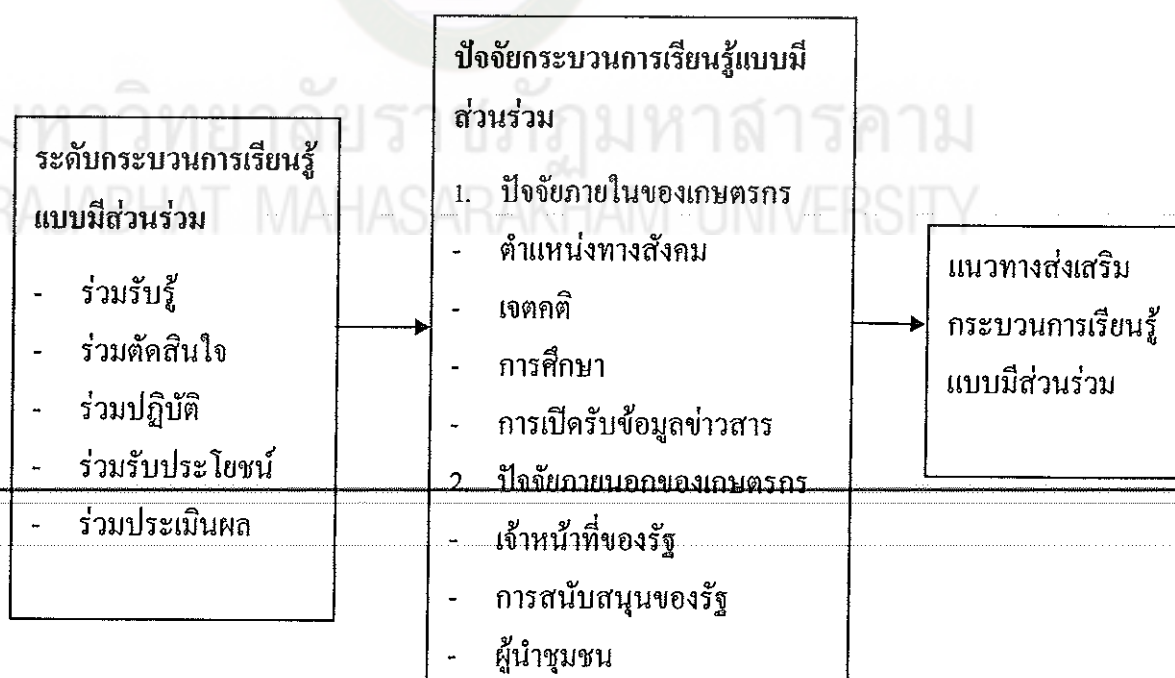 มหาวิทยาลัยราชภัฏมหาสารคาม
RAJABHAT MAHASARAKHAM UNIVERSITY
ระดับกระบวนการเรียนรู้
แบบมีส่วนร่วม
- ร่วมรับรู้
- ร่วมตัดสินใจ
- ร่วมปฏิบัติ
- ร่วมรับประโยชน์
- ร่วมประเมินผล
ปัจจัยกระบวนการเรียนรู้แบบมี
ส่วนร่วม
1. ปัจจัยภายในของเกษตรกร
- ตำแหน่งทางสังคม
- เจตคติ
- การศึกษา
- การเปิดรับข้อมูลข่าวสาร
2. ปัจจัยภายนอกของเกษตรกร
- เจ้าหน้าที่ของรัฐ
- การสนับสนุนของรัฐ
- ผู้นำชุมชน
แนวทางส่งเสริม
กระบวนการเรียนรู้
แบบมีส่วนร่วม